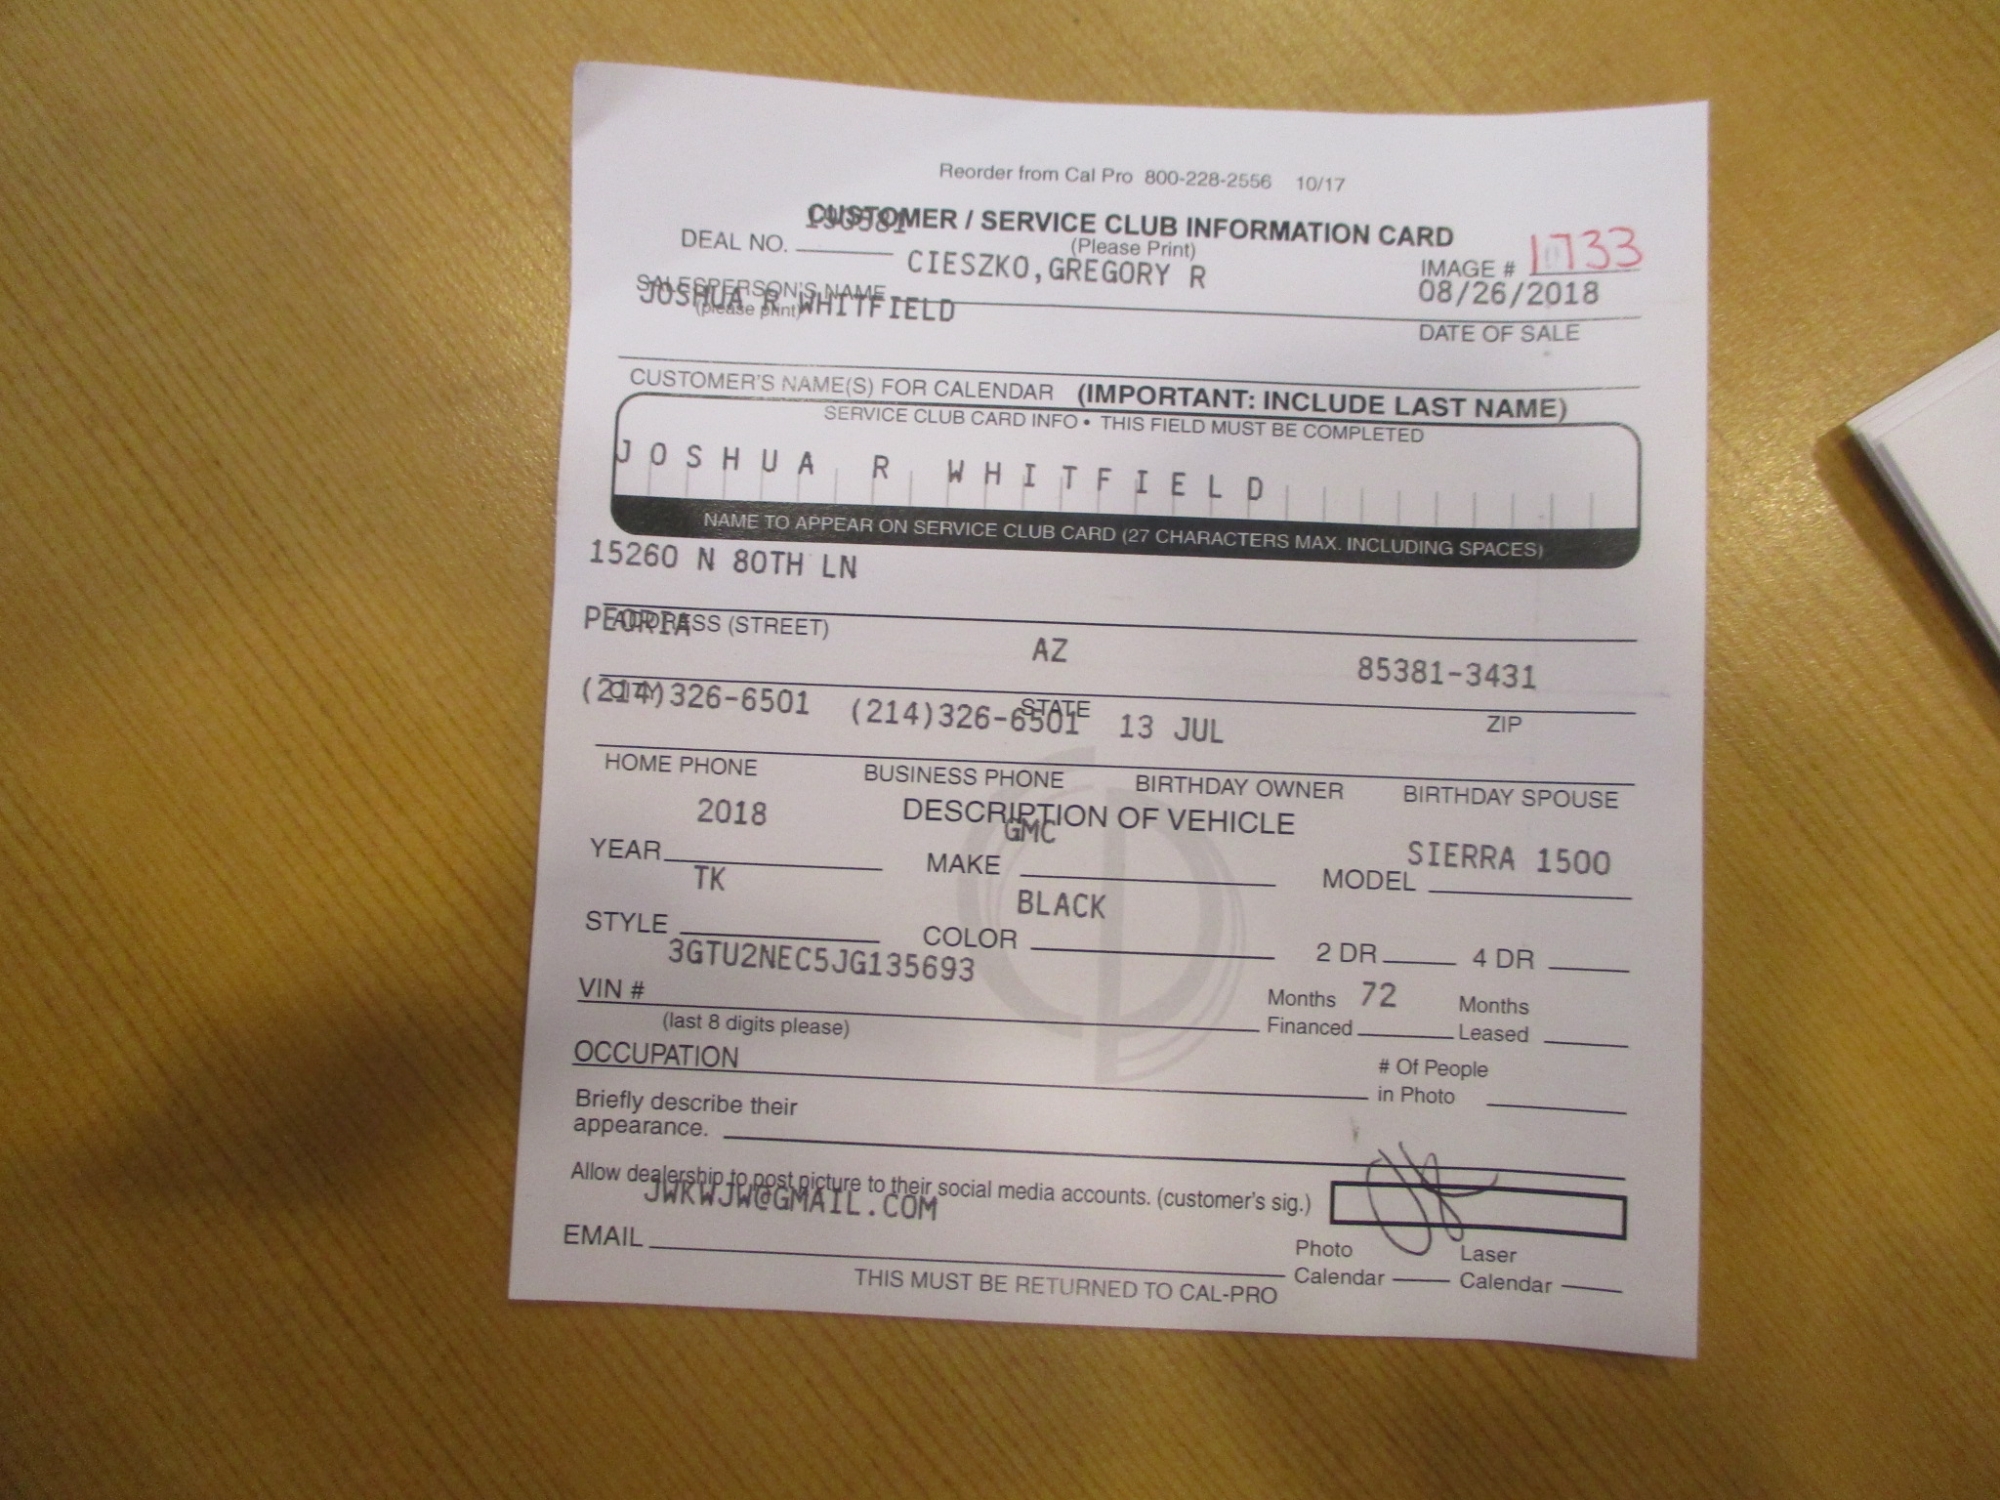 Reorder from Cal Pro 800-228-2556 10/17
CUSTOMER / SERVICE CLUB INFORMATION CARD
(Please Print)
DEAL NO.
CIESZKO,GREGORY R
IMAGE # 1733
SALESPERSON'S NAME
(please print)
JOSHUA R WHITFIELD
08/26/2018
DATE OF SALE
CUSTOMER'S NAME(S) FOR CALENDAR (IMPORTANT: INCLUDE LAST NAME)
SERVICE CLUB CARD INFO • THIS FIELD MUST BE COMPLETED
JOSHUA R WHITFIELD
NAME TO APPEAR ON SERVICE CLUB CARD (27 CHARACTERS MAX. INCLUDING SPACES)
15260 N 80TH LN
ADDRESS (STREET)
PEORIA AZ 85381-3431
CITY STATE ZIP
(214)326-6501 (214)326-6501 13 JUL
HOME PHONE BUSINESS PHONE BIRTHDAY OWNER BIRTHDAY SPOUSE
DESCRIPTION OF VEHICLE
YEAR 2018 MAKE GMC MODEL SIERRA 1500
STYLE TK COLOR BLACK 2 DR 4 DR
VIN # 3GTU2NEC5JG135693 Months Financed 72 Months Leased
(last 8 digits please)
OCCUPATION # Of People in Photo
Briefly describe their
appearance.
Allow dealership to post picture to their social media accounts. (customer's sig.)
JWKWJW@GMAIL.COM
EMAIL
Photo Calendar Laser Calendar
THIS MUST BE RETURNED TO CAL-PRO